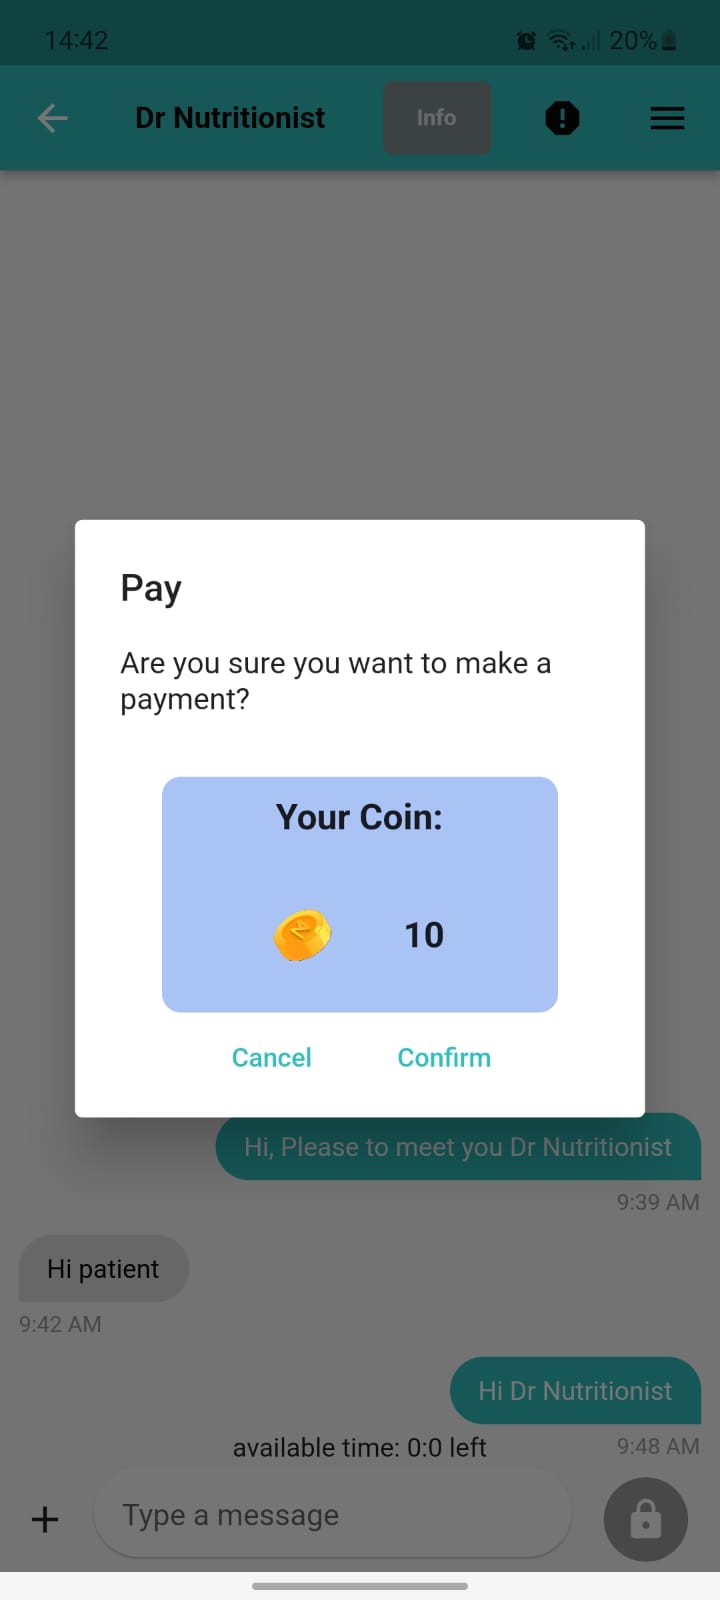 14:42
20%
Dr Nutritionist
Info
Pay
Are you sure you want to make a
payment?
Your Coin:
10
Cancel
Confirm
Hi, Please to meet you Dr Nutritionist
9:39 AM
Hi patient
9:42 AM
Hi Dr Nutritionist
available time: 0:0 left
9:48 AM
Type a message